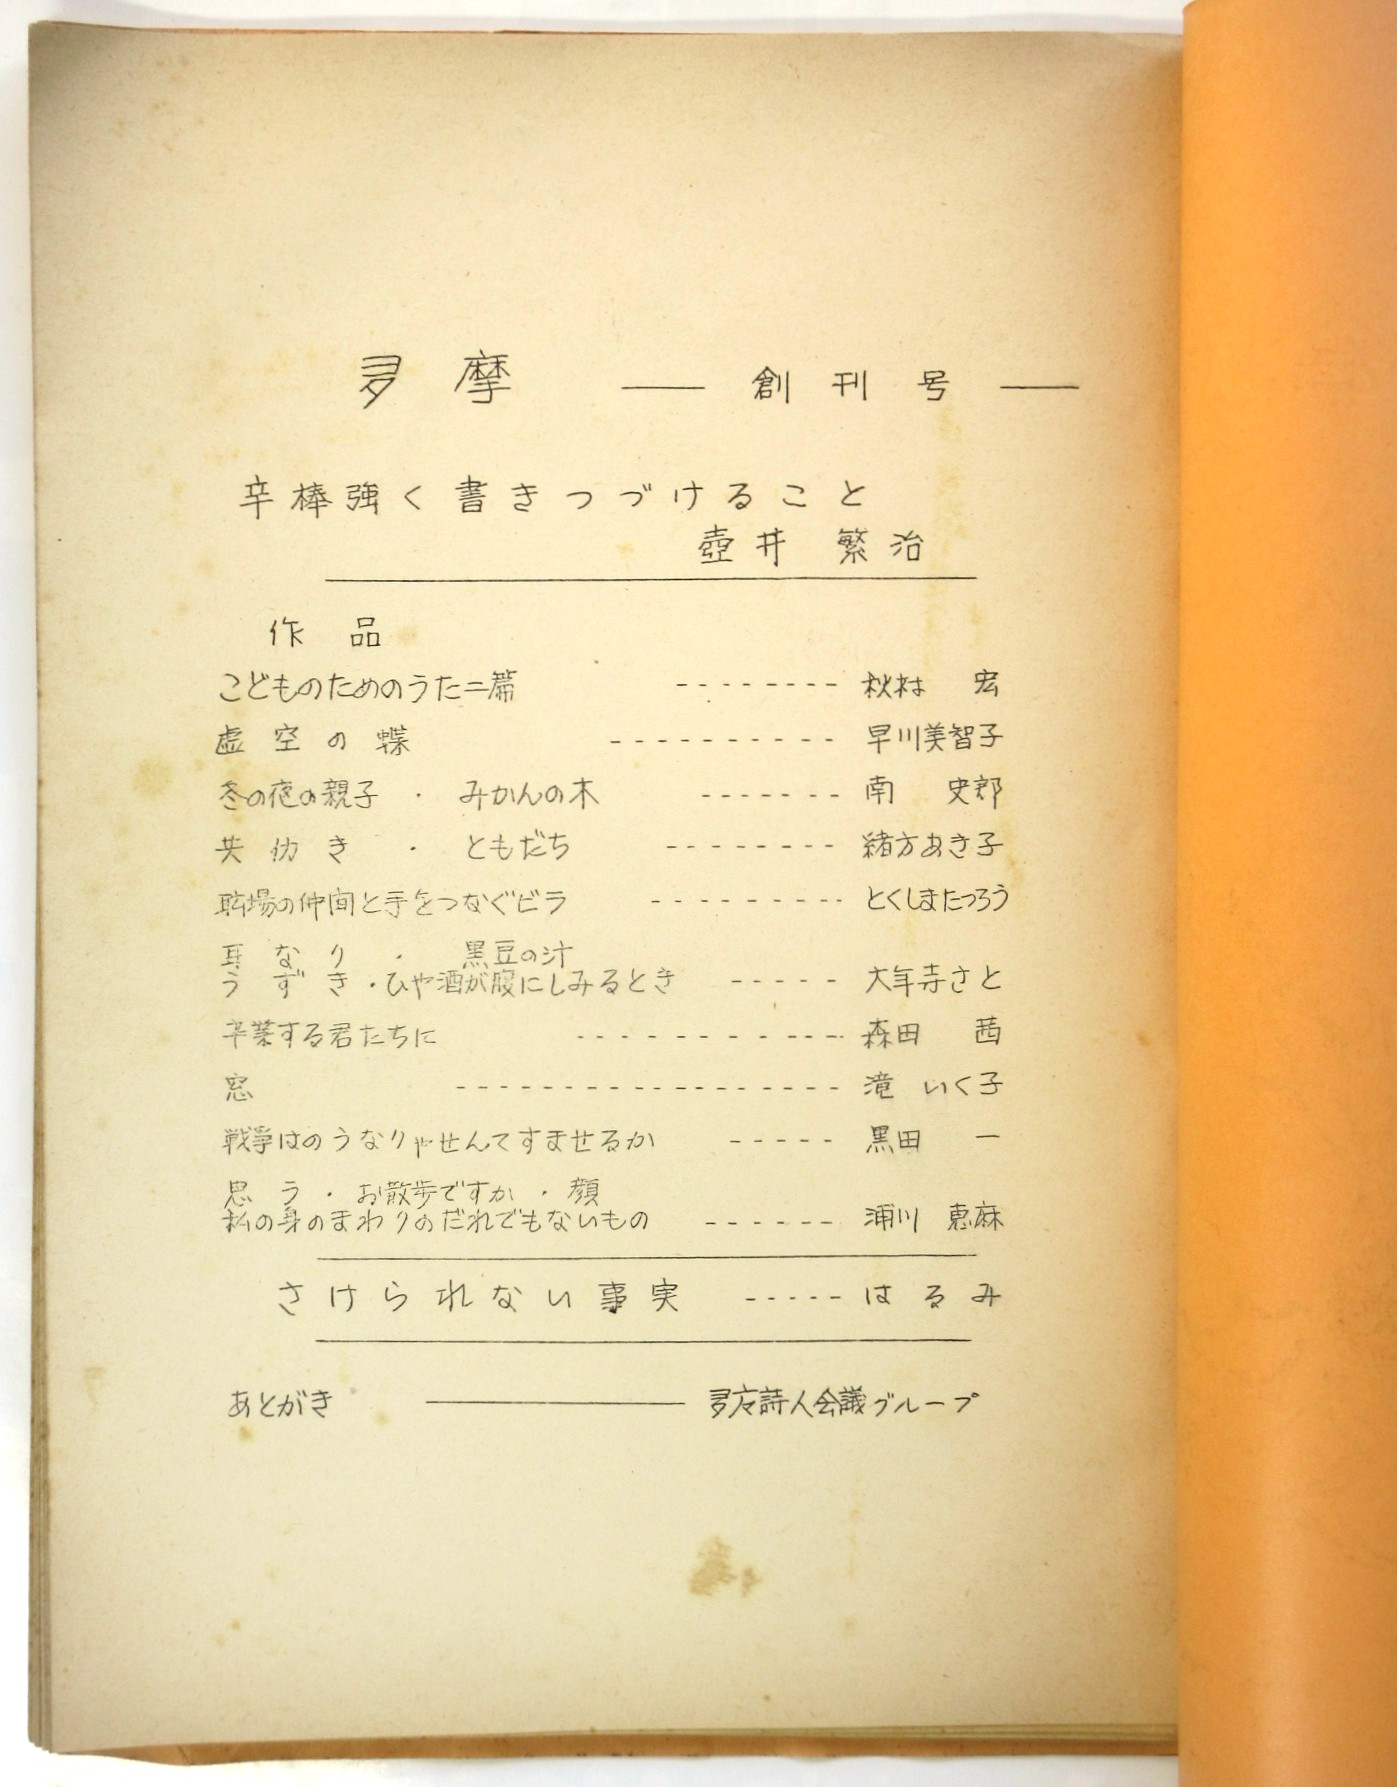 多摩 —— 創刊号 ——
辛棒強く書きつづけること
壺井 繁治
作品
こどものためのうた二篇 -------- 秋村 宏
虚空の蝶 ---------- 早川美智子
冬の夜の親子 ・ みかんの木 ------- 南 史郎
共仂き ・ ともだち -------- 緒方あき子
職場の仲間と手をつなぐビラ --------- とくしまたつろう
耳なり ・ 黒豆の汁
うずき・ひや酒が腹にしみるとき ----- 大年寺さと
卒業する君たちに ----------- 森田 茜
窓 ----------------- 滝 いく子
戦争はのうなりゃせんてすませるか ----- 黒田 一
思う ・ お散歩ですか ・ 顔
私の身のまわりのだれでもないもの ------ 浦川 恵麻
さけられない事実 ----- はるみ
あとがき —— 多摩詩人会議グループ